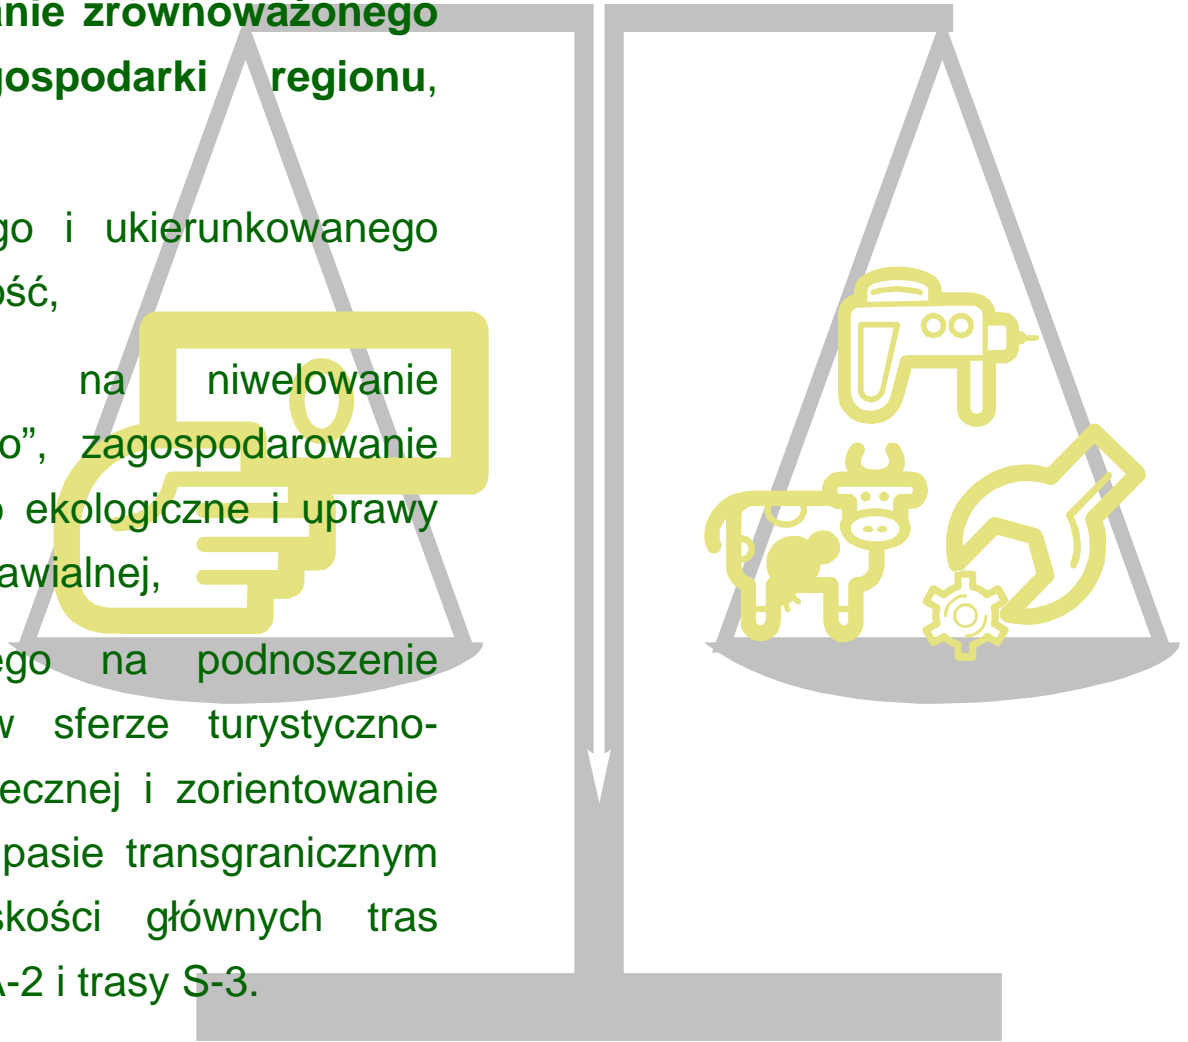 anie zrównoważonego
gospodarki regionu,
go i ukierunkowanego
ość,
na niwelowanie
o”, zagospodarowanie
o ekologiczne i uprawy
awialnej,
ego na podnoszenie
w sferze turystyczno-
ecznej i zorientowanie
pasie transgranicznym
skości głównych tras
A-2 i trasy S-3.